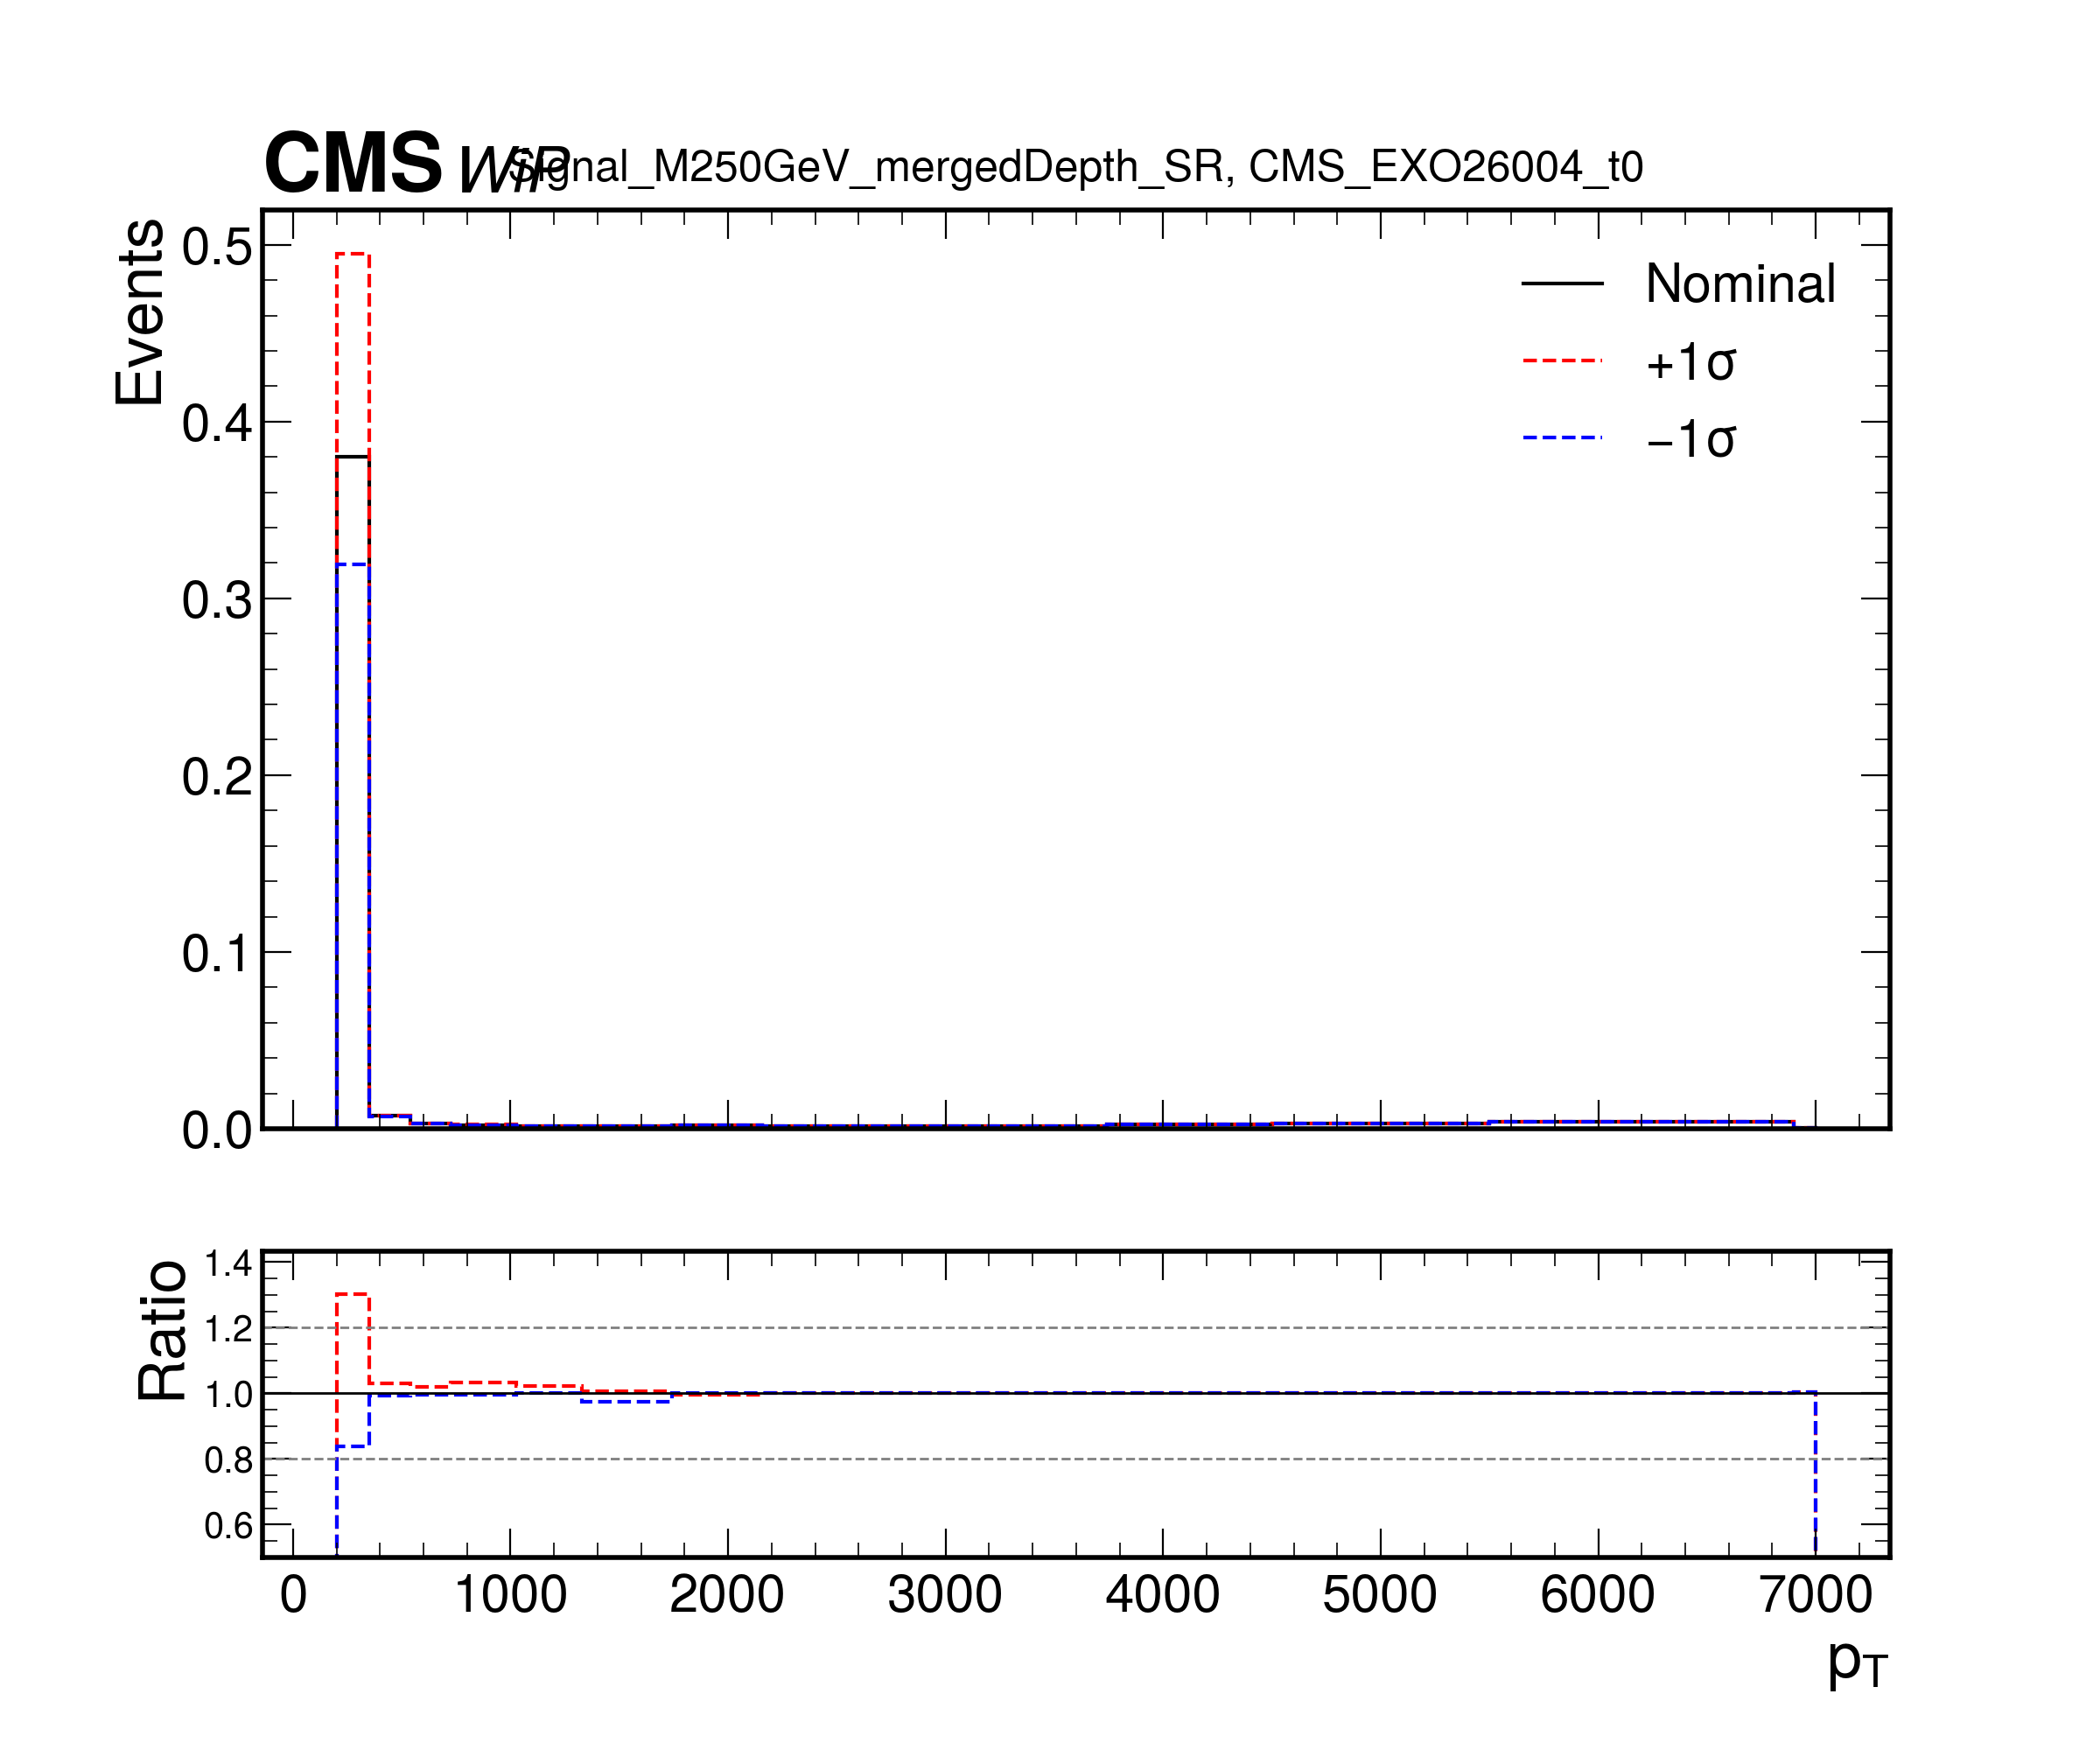 CMS WiP Signal_M250GeV_mergedDepth_SR, CMS_EXO26004_t0
Events
0.5
0.4
0.3
0.2
0.1
0.0
Nominal
+1σ
−1σ
Ratio
1.4
1.2
1.0
0.8
0.6
0 1000 2000 3000 4000 5000 6000 7000
pT